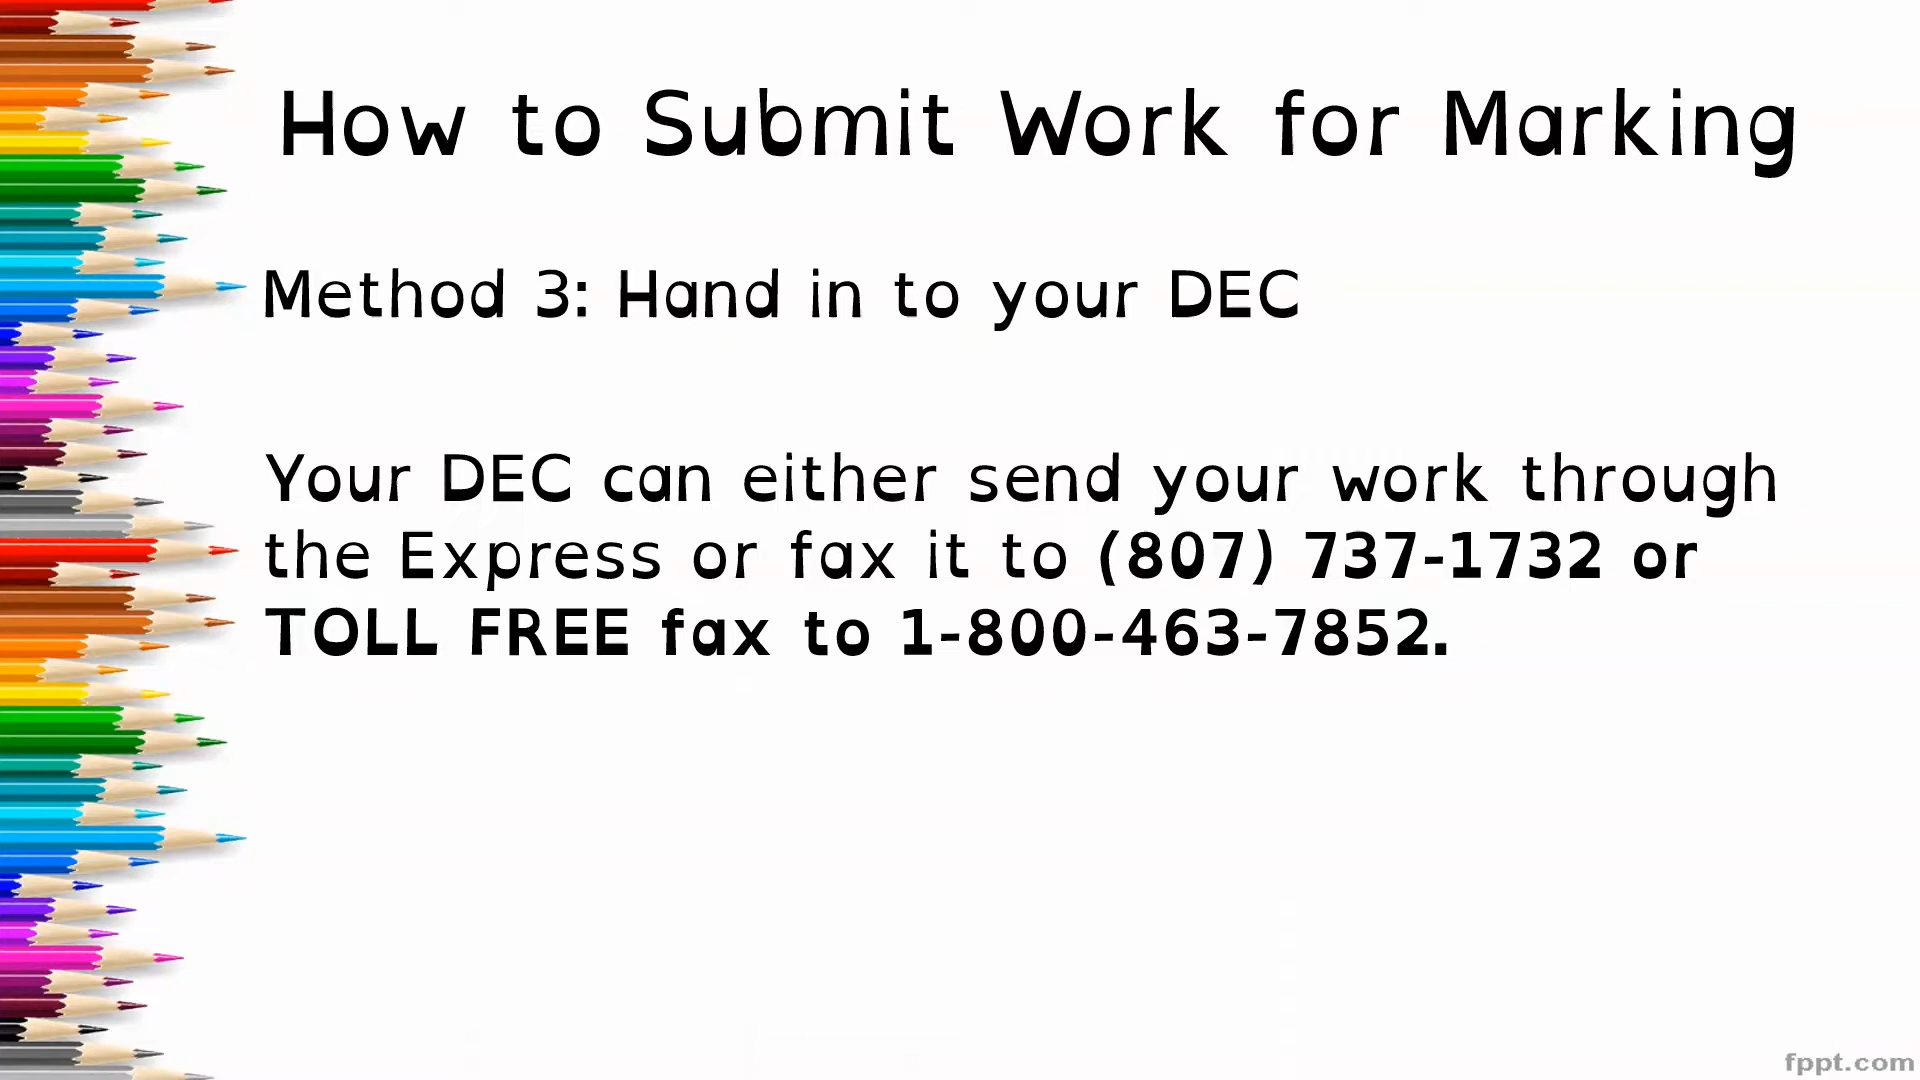 How to Submit Work for Marking
Method 3: Hand in to your DEC
Your DEC can either send your work through
the Express or fax it to (807) 737-1732 or
TOLL FREE fax to 1-800-463-7852.
fppt.com